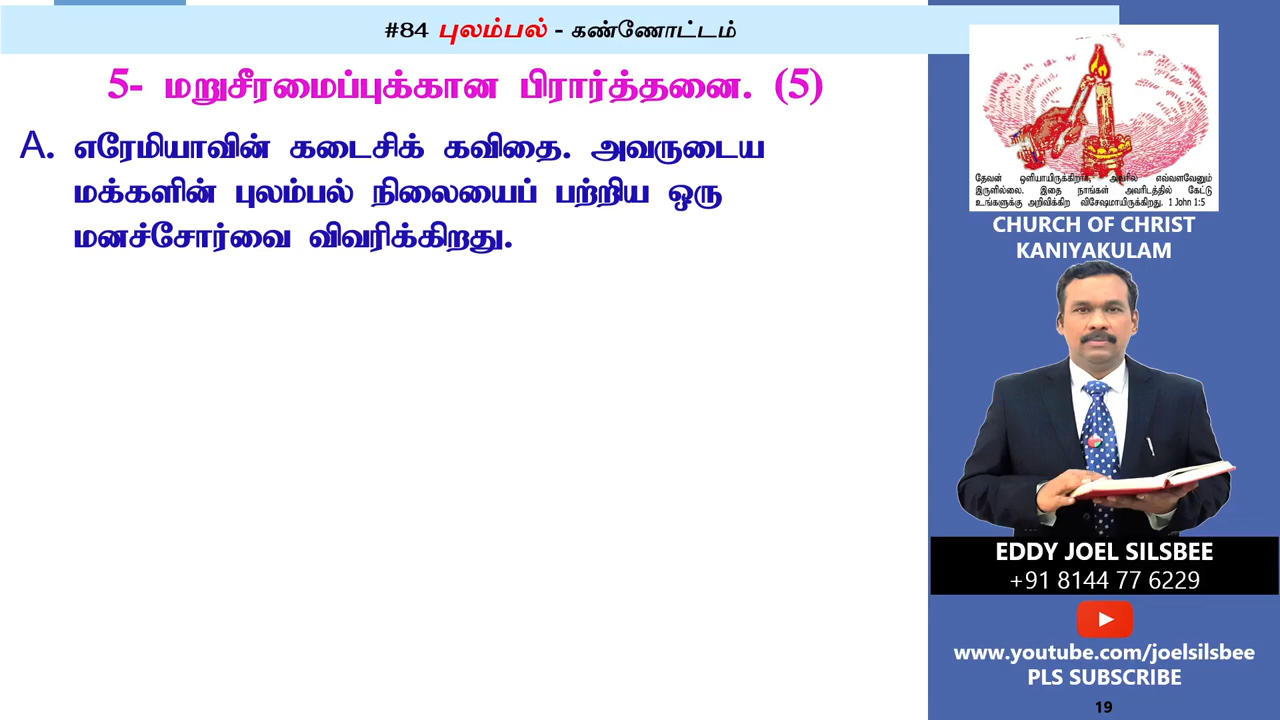 #84 புலம்பல் - கண்ணோட்டம்
5- மறுசீரமைப்புக்கான பிரார்த்தனை. (5)
A. எரேமியாவின் கடைசிக் கவிதை. அவருடைய
மக்களின் புலம்பல் நிலையைப் பற்றிய ஒரு
மனச்சோர்வை விவரிக்கிறது.
தேவன் ஒளியாயிருக்கிறார், அவரில் எவ்வளவேனும்
இருளில்லை. இதை நாங்கள் அவரிடத்தில் கேட்டு
உங்களுக்கு அறிவிக்கிற விசேஷமாயிருக்கிறது. 1 John 1:5
CHURCH OF CHRIST
KANIYAKULAM
EDDY JOEL SILSBEE
+91 8144 77 6229
www.youtube.com/joelsilsbee
PLS SUBSCRIBE
19